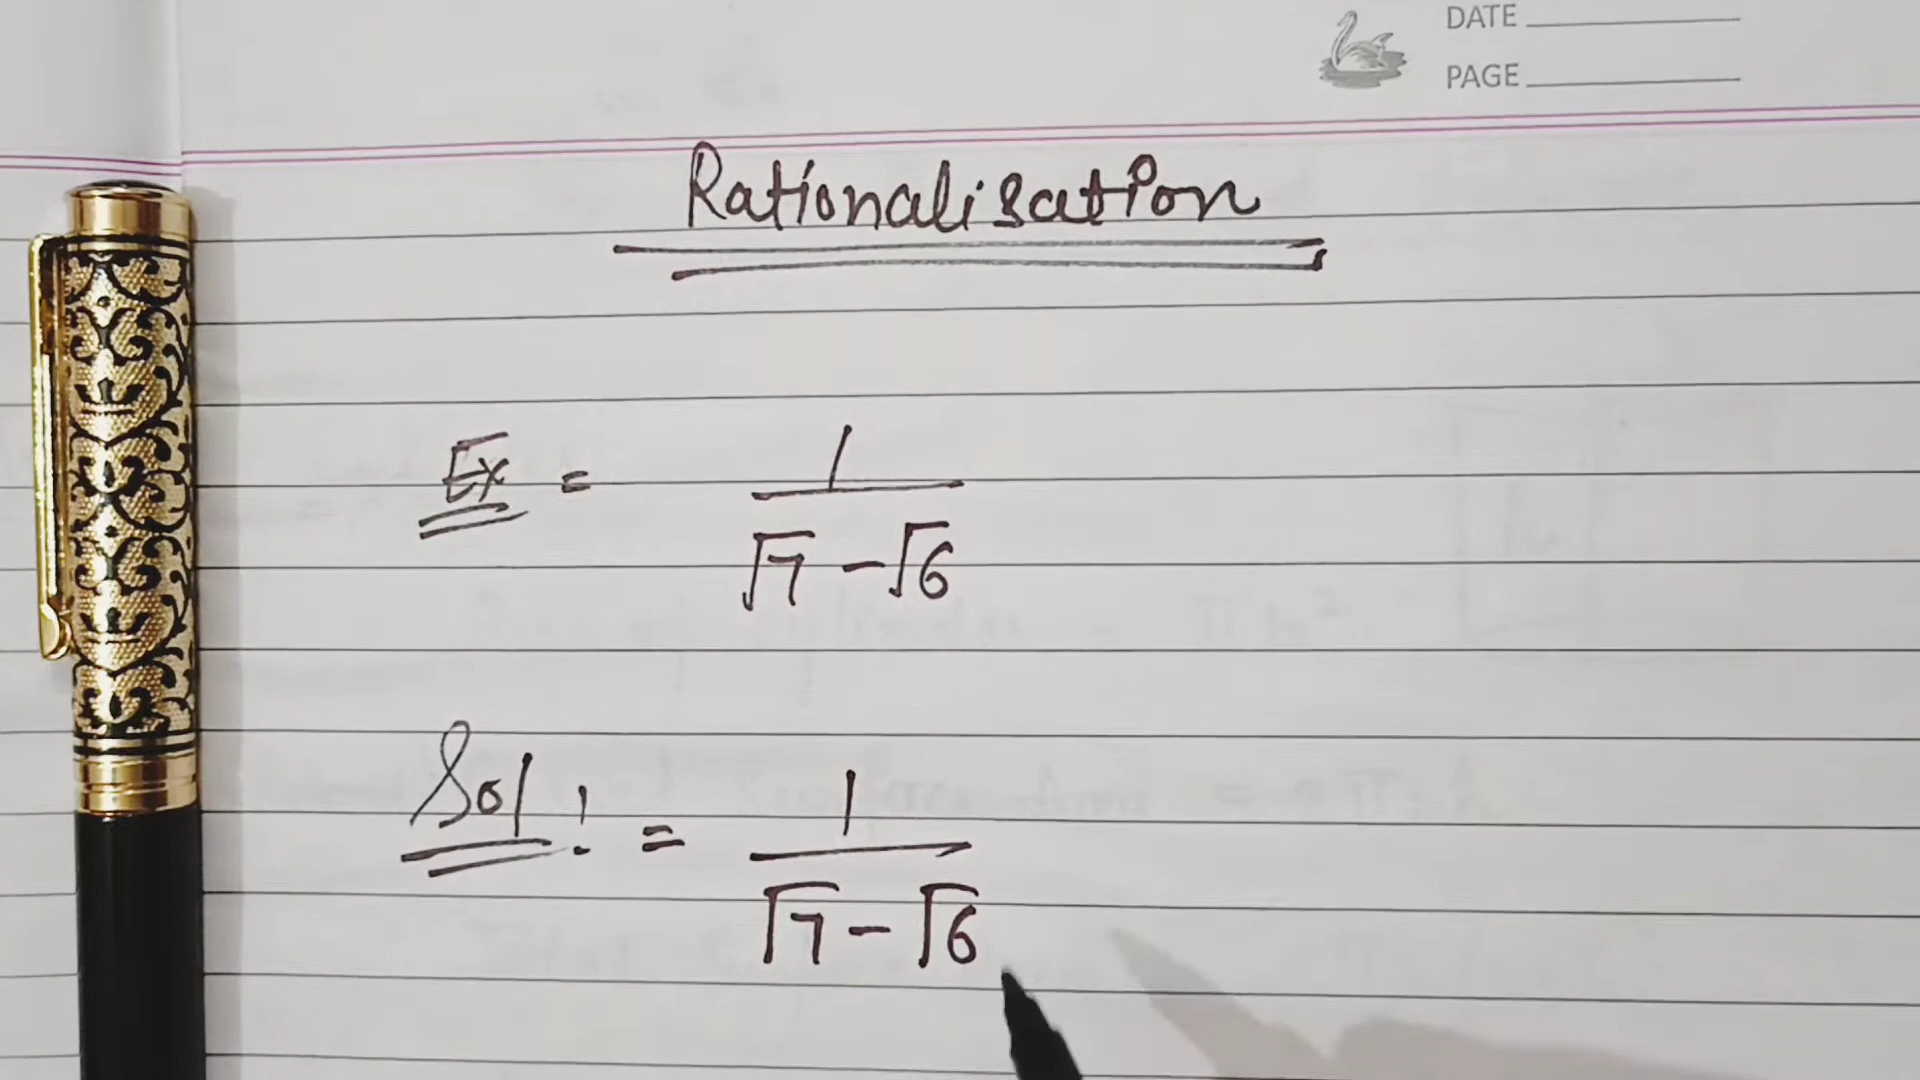 DATE
PAGE
Rationalisation
Ex = 1
√7 - √6
Sol : = 1
√7 - √6